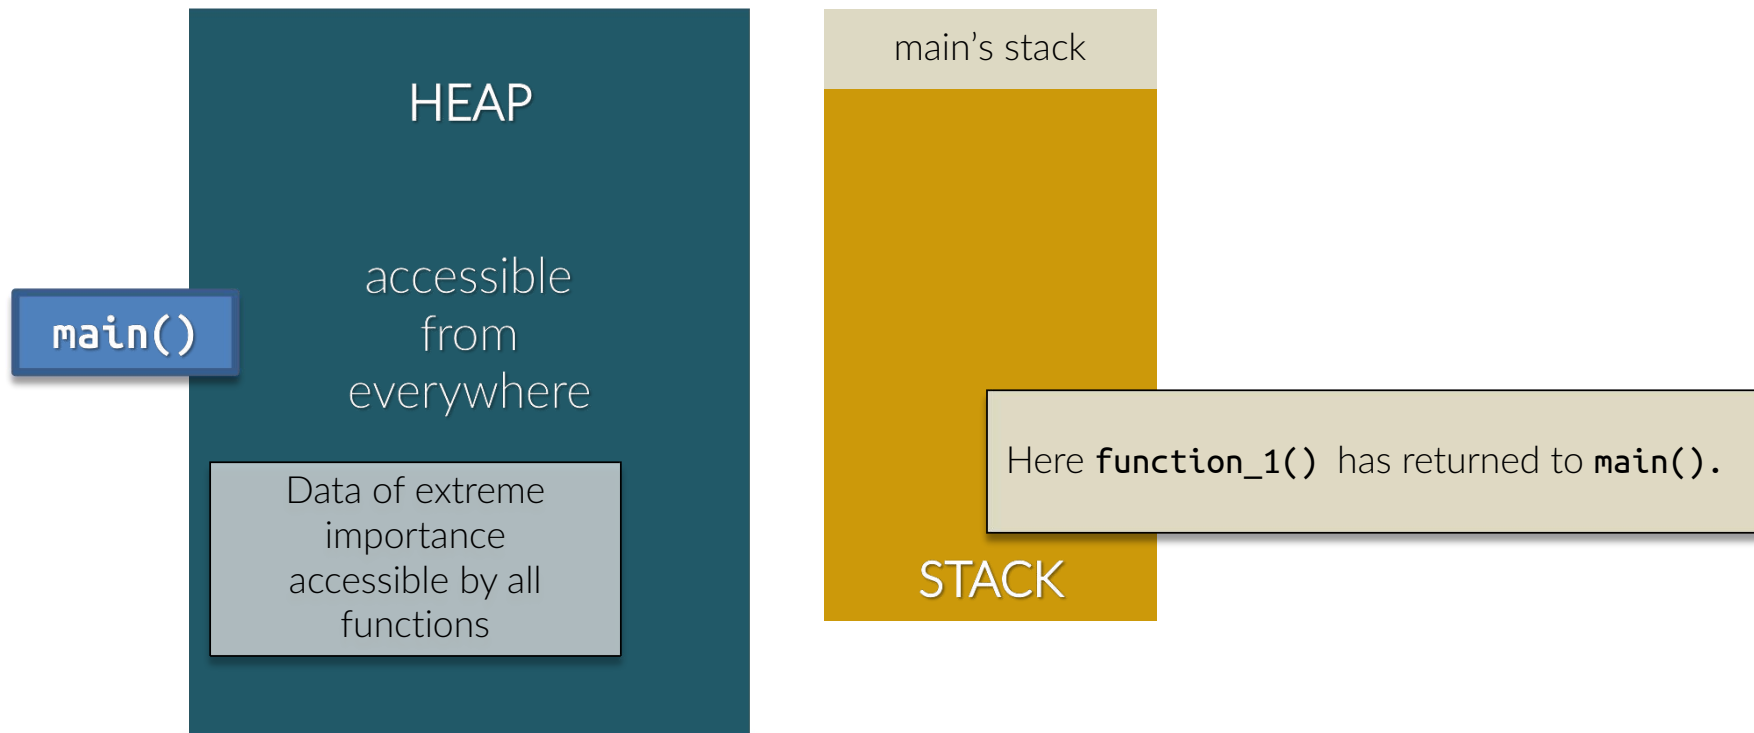 HEAP
accessible
from
everywhere
main()
Data of extreme
importance
accessible by all
functions
main’s stack
Here function_1() has returned to main().
STACK